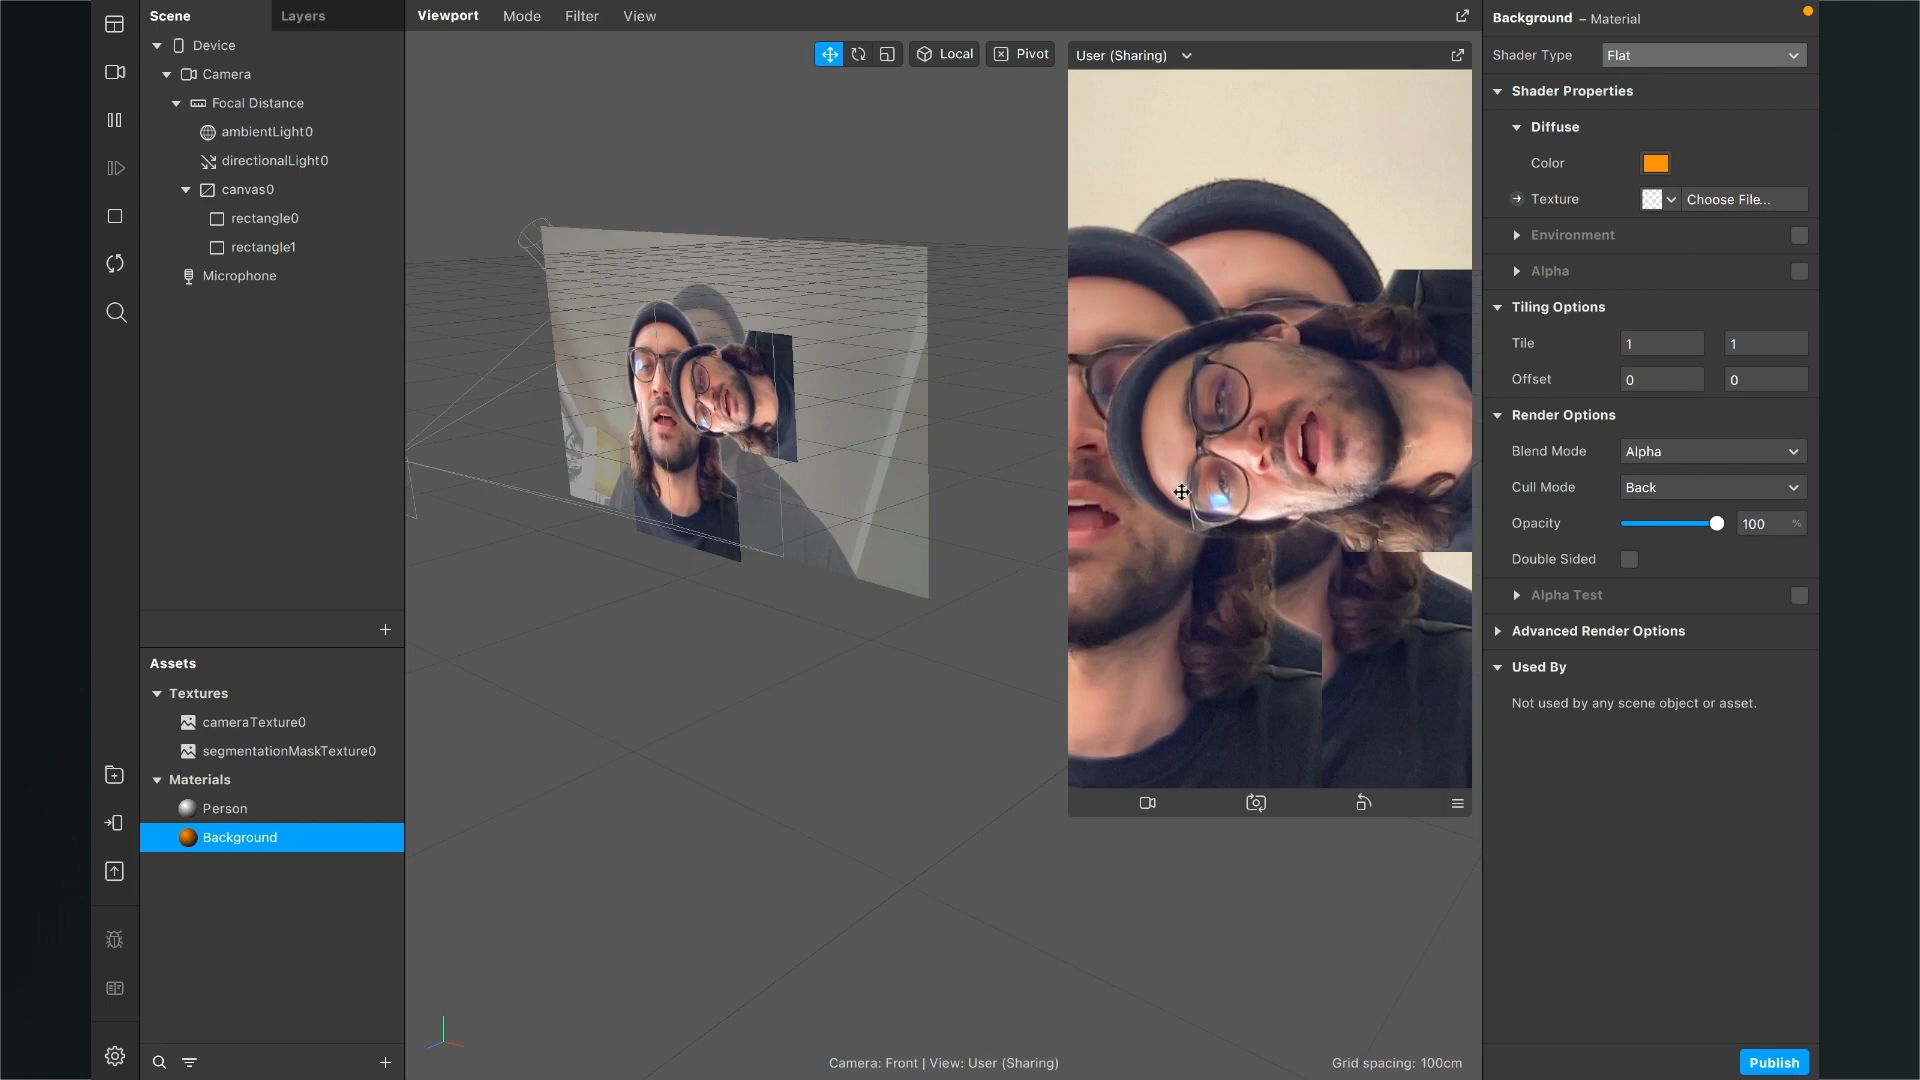 Scene
Layers
Device
Camera
Focal Distance
ambientLight0
directionalLight0
canvas0
rectangle0
rectangle1
Microphone
Assets
Textures
cameraTexture0
segmentationMaskTexture0
Materials
Person
Background
Viewport Mode Filter View
Local
Pivot
User (Sharing)
Camera: Front | View: User (Sharing)
Grid spacing: 100cm
Background – Material
Shader Type Flat
Shader Properties
Diffuse
Color
Texture Choose File...
Environment
Alpha
Tiling Options
Tile 1 1
Offset 0 0
Render Options
Blend Mode Alpha
Cull Mode Back
Opacity 100 %
Double Sided
Alpha Test
Advanced Render Options
Used By
Not used by any scene object or asset.
Publish